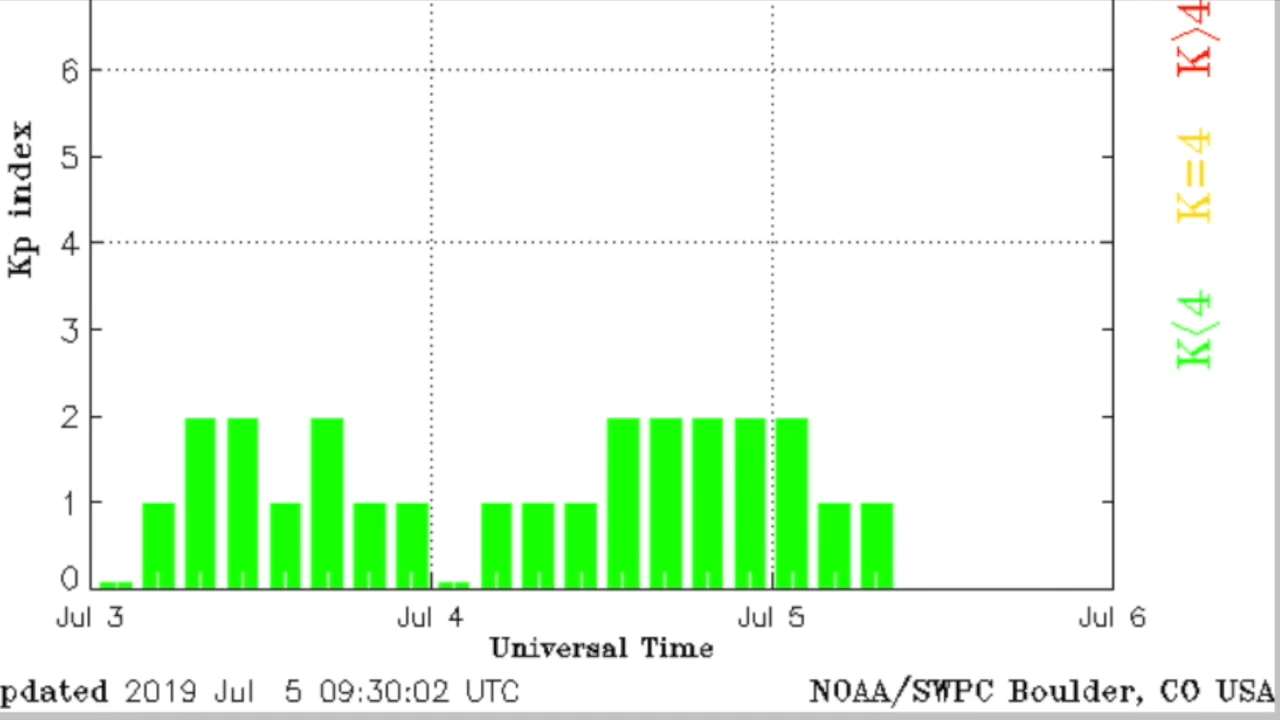 K>4
6
K=4
5
Kp index
4
K<4
3
2
1
0
Jul 3 Jul 4 Jul 5 Jul 6
Universal Time
pdated 2019 Jul 5 09:30:02 UTC NOAA/SWPC Boulder, CO USA